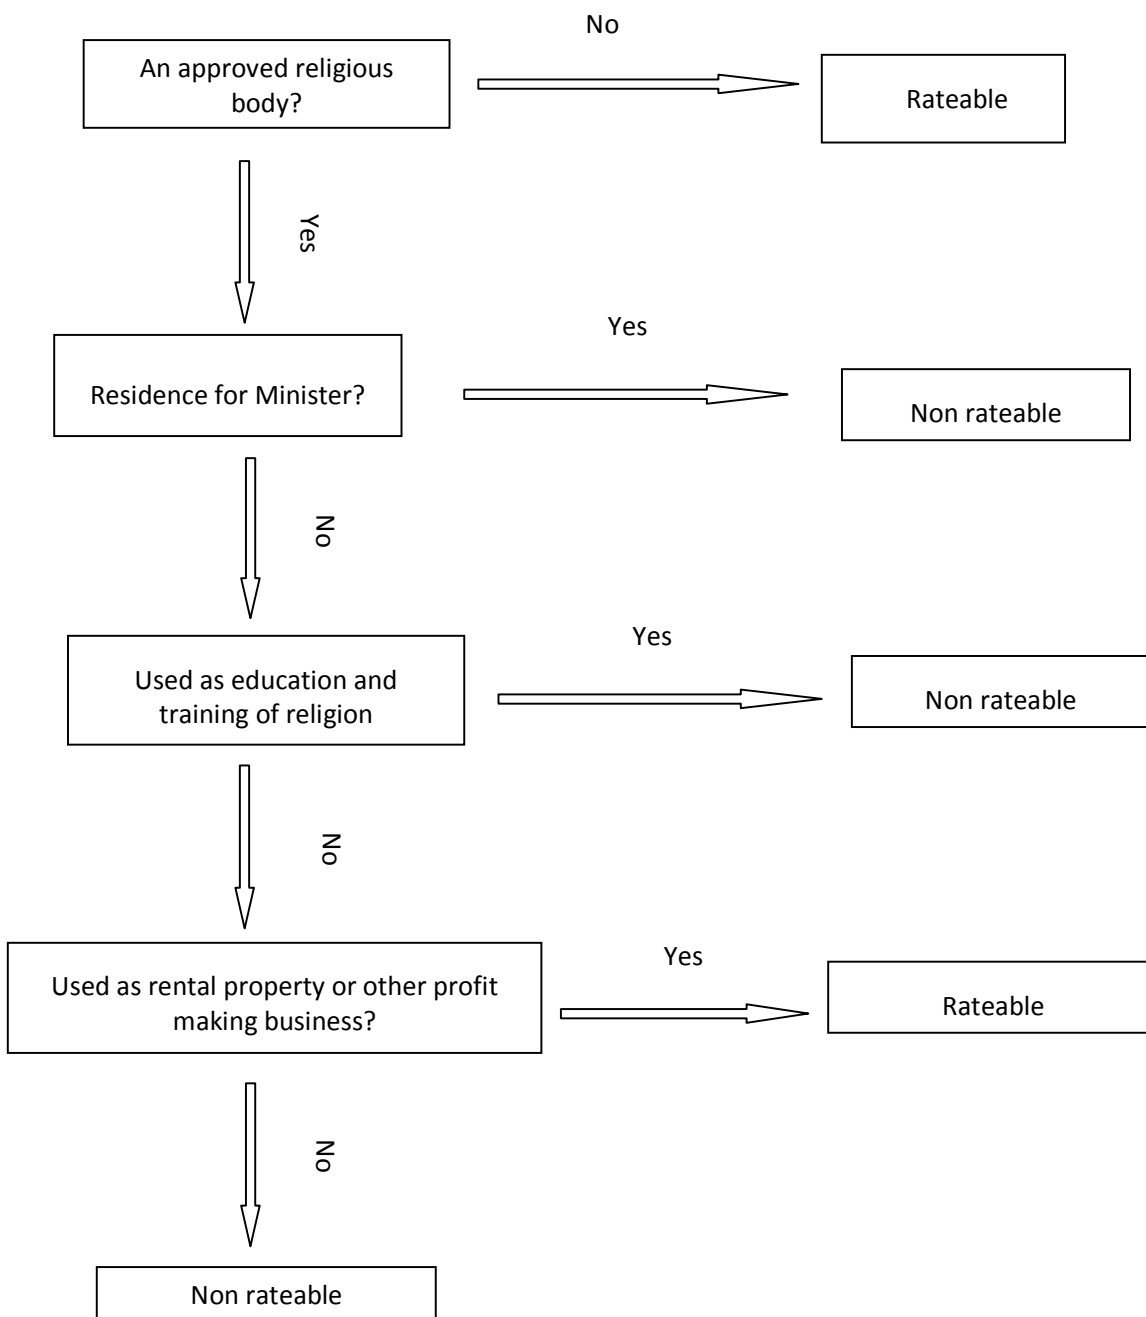 No
An approved religious
body?
Rateable
Yes
Yes
Residence for Minister?
Non rateable
No
Yes
Used as education and
training of religion
Non rateable
No
Yes
Used as rental property or other profit
making business?
Rateable
No
Non rateable